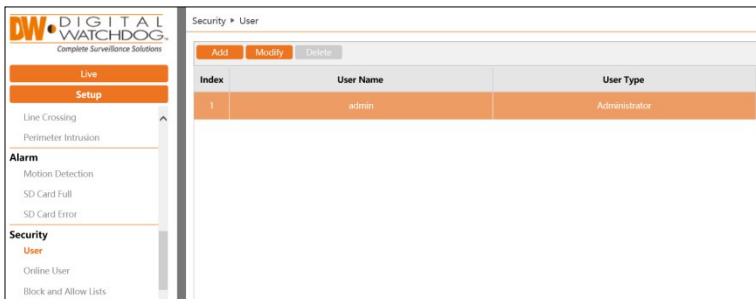 DW DIGITAL
WATCHDOG™
Complete Surveillance Solutions
Live
Setup
Line Crossing
Perimeter Intrusion
Alarm
Motion Detection
SD Card Full
SD Card Error
Security
User
Online User
Block and Allow Lists
Security ▸ User
Add Modify Delete
Index User Name User Type
1 admin Administrator